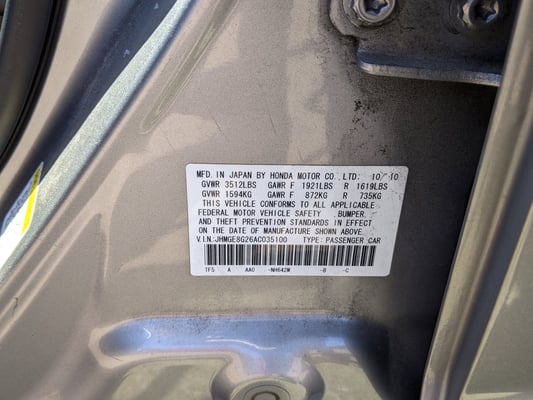 MFD. IN JAPAN BY HONDA MOTOR CO.,LTD: 10/10
GVWR 3512LBS GAWR F 1921LBS R 1619LBS
GVWR 1594KG GAWR F 872KG R 735KG
THIS VEHICLE CONFORMS TO ALL APPLICABLE
FEDERAL MOTOR VEHICLE SAFETY ,BUMPER,
AND THEFT PREVENTION STANDARDS IN EFFECT
ON THE DATE OF MANUFACTURE SHOWN ABOVE.
VIN:JHMGE8G26AC035100 TYPE:PASSENGER CAR
TF5 A AA0 -NH642M -B -C